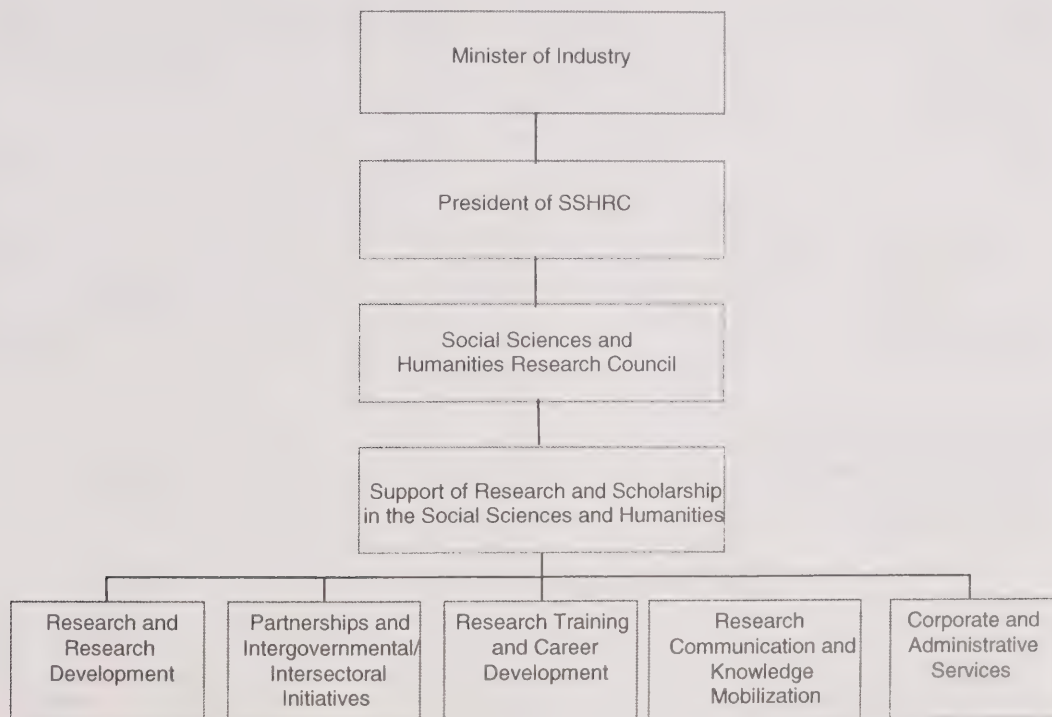 Minister of Industry
President of SSHRC
Social Sciences and
Humanities Research Council
Support of Research and Scholarship
in the Social Sciences and Humanities
Research and
Research
Development
Partnerships and
Intergovernmental/
Intersectoral
Initiatives
Research Training
and Career
Development
Research
Communication and
Knowledge
Mobilization
Corporate and
Administrative
Services